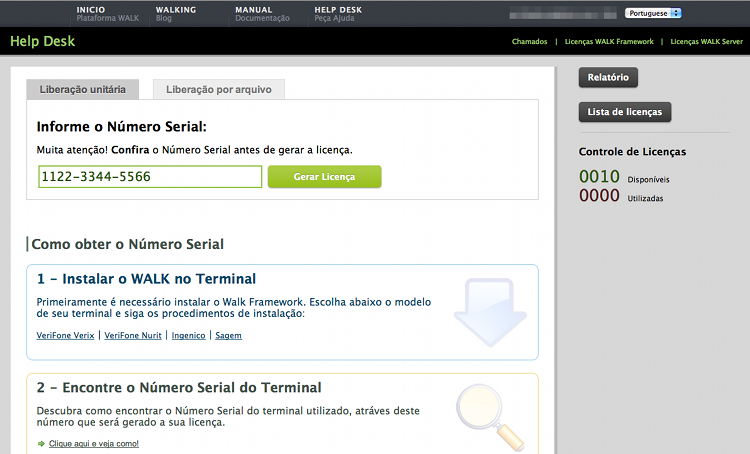 INICIO
Plataforma WALK
WALKING
Blog
MANUAL
Documentação
HELP DESK
Peça Ajuda
Portuguese
Help Desk
Chamados | Licenças WALK Framework | Licenças WALK Server
Liberação unitária
Liberação por arquivo
Informe o Número Serial:
Muita atenção! Confira o Número Serial antes de gerar a licença.
1122-3344-5566
Gerar Licença
Relatório
Lista de licenças
Controle de Licenças
0010 Disponíveis
0000 Utilizadas
Como obter o Número Serial
1 - Instalar o WALK no Terminal
Primeiramente é necessário instalar o Walk Framework. Escolha abaixo o modelo
de seu terminal e siga os procedimentos de instalação:
VeriFone Verix | VeriFone Nurit | Ingenico | Sagem
2 - Encontre o Número Serial do Terminal
Descubra como encontrar o Número Serial do terminal utilizado, atráves deste
número que será gerado a sua licença.
Clique aqui e veja como!